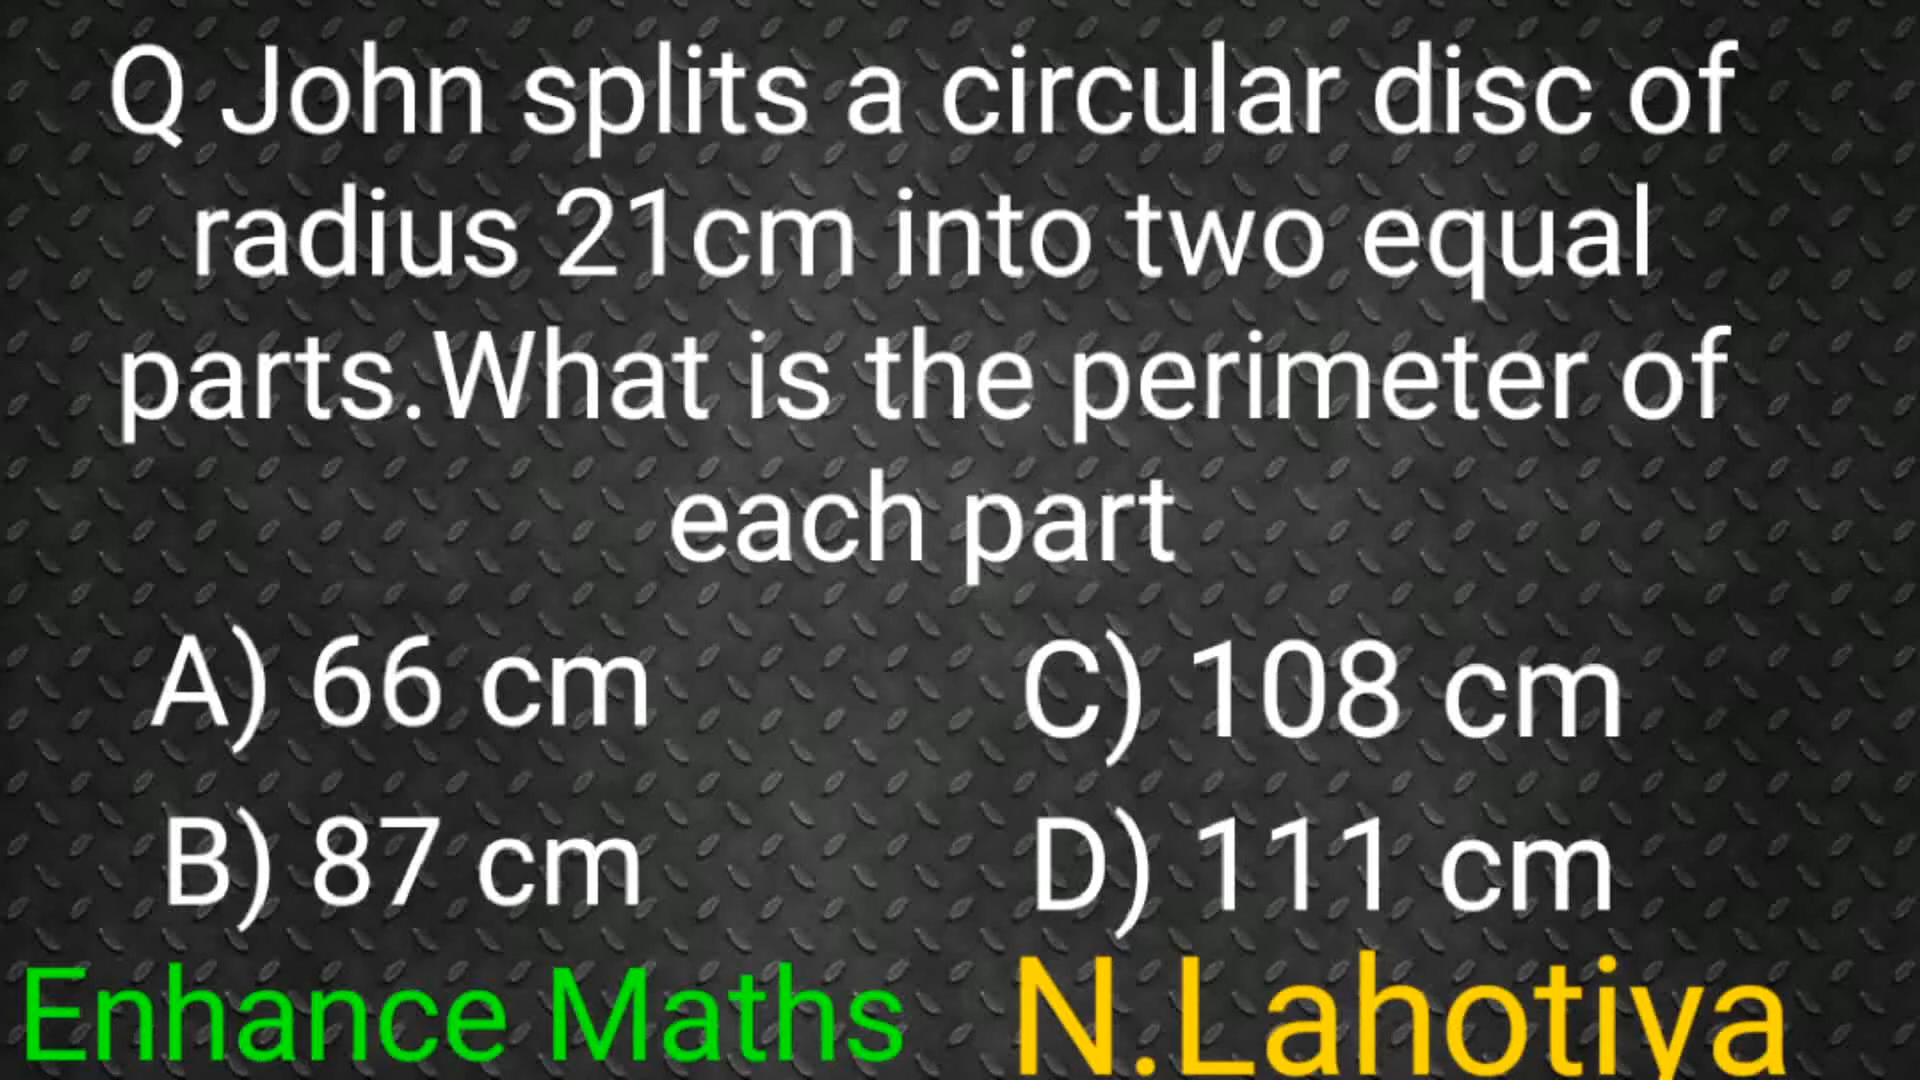 Q John splits a circular disc of
radius 21cm into two equal
parts.What is the perimeter of
each part
A) 66 cm
C) 108 cm
B) 87 cm
D) 111 cm
Enhance Maths
N.Lahotiya